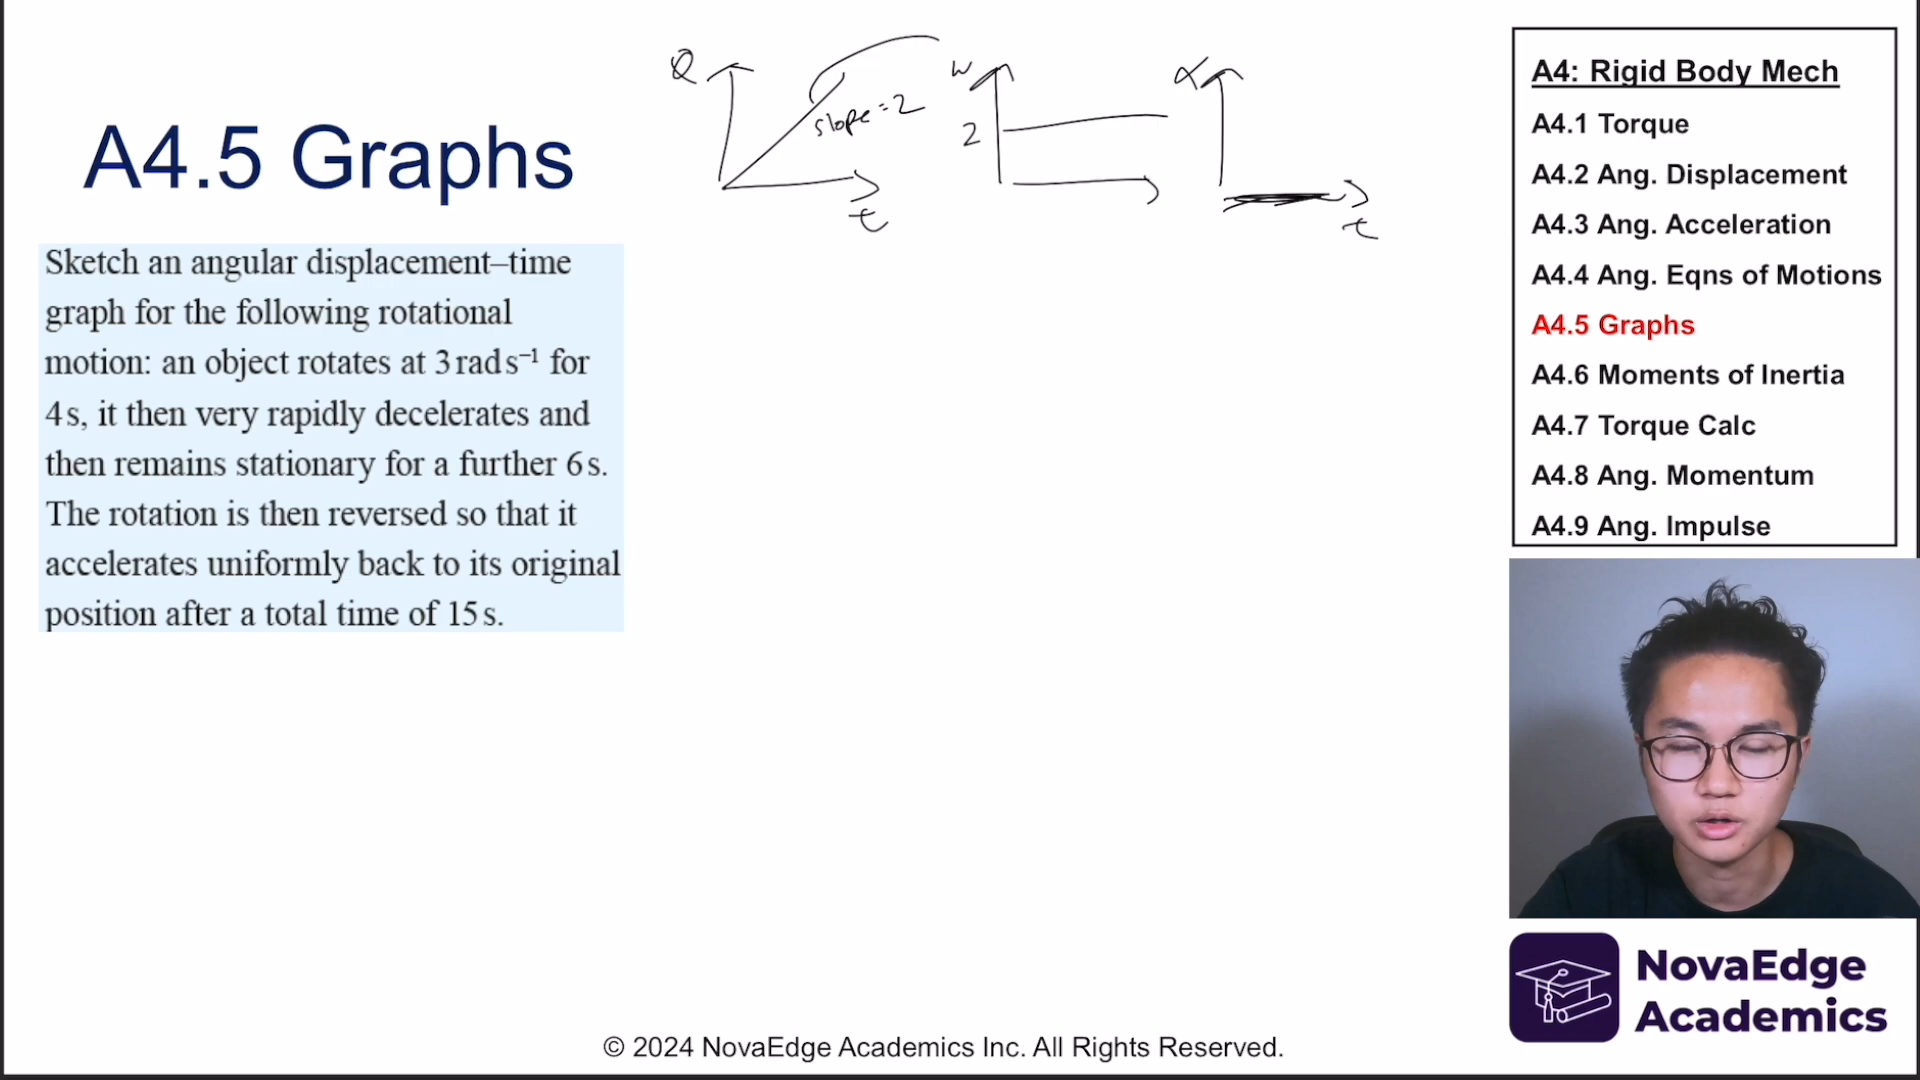 A4.5 Graphs
Sketch an angular displacement–time
graph for the following rotational
motion: an object rotates at 3 rad s⁻¹ for
4 s, it then very rapidly decelerates and
then remains stationary for a further 6 s.
The rotation is then reversed so that it
accelerates uniformly back to its original
position after a total time of 15 s.
θ
slope=2
t
w
2
α
t
A4: Rigid Body Mech
A4.1 Torque
A4.2 Ang. Displacement
A4.3 Ang. Acceleration
A4.4 Ang. Eqns of Motions
A4.5 Graphs
A4.6 Moments of Inertia
A4.7 Torque Calc
A4.8 Ang. Momentum
A4.9 Ang. Impulse
NovaEdge
Academics
© 2024 NovaEdge Academics Inc. All Rights Reserved.